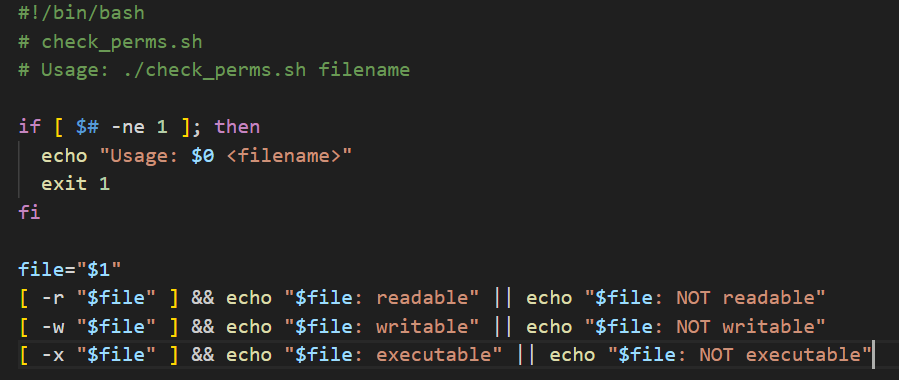 #!/bin/bash
# check_perms.sh
# Usage: ./check_perms.sh filename

if [ $# -ne 1 ]; then
  echo "Usage: $0 <filename>"
  exit 1
fi

file="$1"
[ -r "$file" ] && echo "$file: readable" || echo "$file: NOT readable"
[ -w "$file" ] && echo "$file: writable" || echo "$file: NOT writable"
[ -x "$file" ] && echo "$file: executable" || echo "$file: NOT executable"